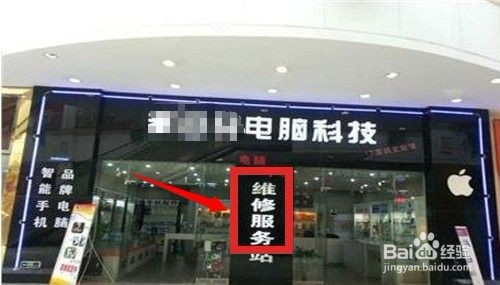 电脑科技
电脑
维修服务站
品牌电脑
智能手机
Baidu经验
jingyan.baidu.com